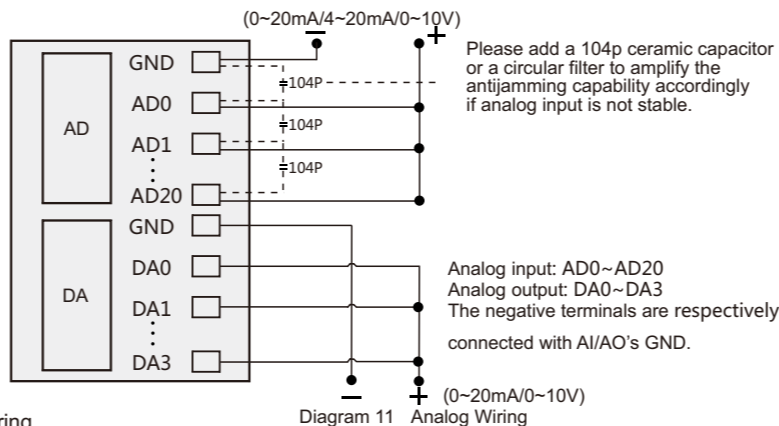 (0~20mA/4~20mA/0~10V)
− +
GND
104P
AD0
104P
AD
AD1
104P
AD20
Please add a 104p ceramic capacitor
or a circular filter to amplify the
antijamming capability accordingly
if analog input is not stable.
GND
DA0
DA
DA1
DA3
Analog input: AD0~AD20
Analog output: DA0~DA3
The negative terminals are respectively
connected with AI/AO's GND.
− + (0~20mA/0~10V)
Diagram 11 Analog Wiring